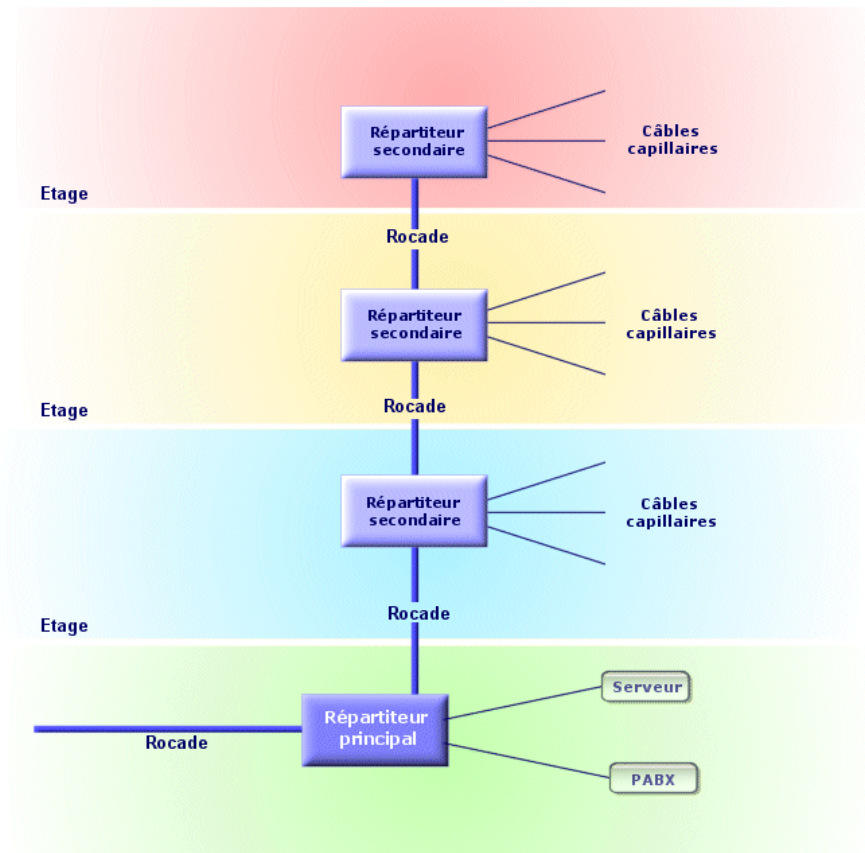 Répartiteur
secondaire
Câbles
capillaires
Etage
Rocade
Répartiteur
secondaire
Câbles
capillaires
Etage
Rocade
Répartiteur
secondaire
Câbles
capillaires
Etage
Rocade
Répartiteur
principal
Serveur
Rocade
PABX